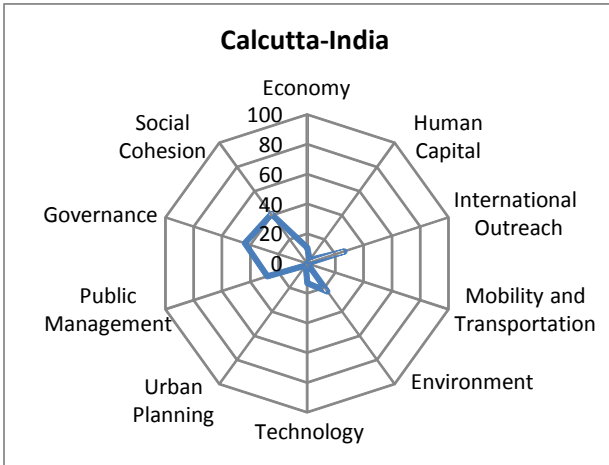 Calcutta-India
Economy
Human
Capital
International
Outreach
Mobility and
Transportation
Environment
Technology
Urban
Planning
Public
Management
Governance
Social
Cohesion
100
80
60
40
20
0